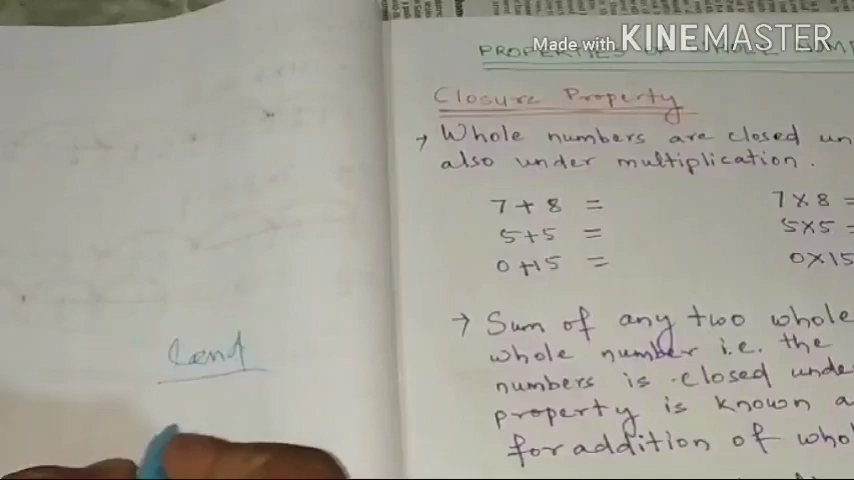 Made with KINEMASTER
PROPERTIES OF
Closure Property
→ Whole numbers are closed un
also under multiplication.
7 + 8 = 7 × 8 =
5+5 = 5×5 =
0+15 = 0×15
→ Sum of any two whole
whole number i.e. the
numbers is closed unde
property is known a
for addition of who